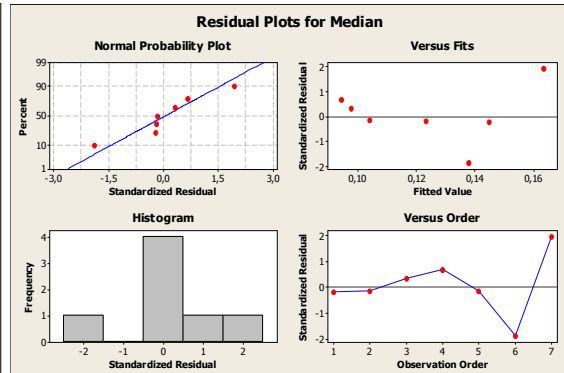 Residual Plots for Median
Normal Probability Plot
Percent
99
90
50
10
1
-3,0 -1,5 0,0 1,5 3,0
Standardized Residual
Versus Fits
Standardized Residual
2
1
0
-1
-2
0,10 0,12 0,14 0,16
Fitted Value
Histogram
Frequency
4
3
2
1
0
-2 -1 0 1 2
Standardized Residual
Versus Order
Standardized Residual
2
1
0
-1
-2
1 2 3 4 5 6 7
Observation Order